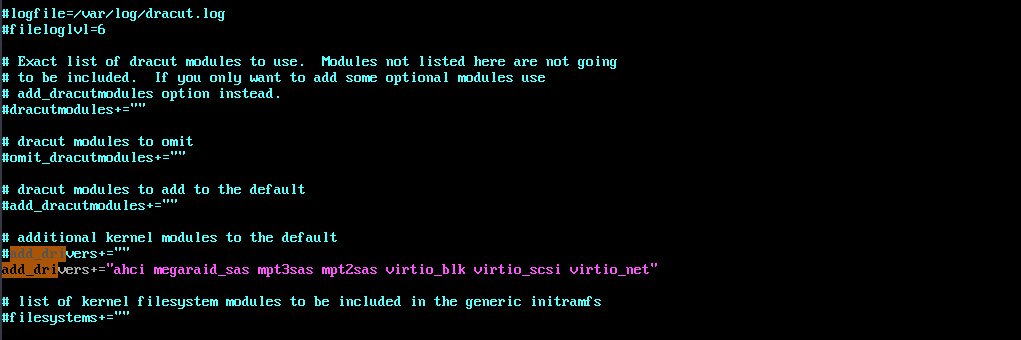 #logfile=/var/log/dracut.log
#fileloglvl=6
# Exact list of dracut modules to use.  Modules not listed here are not going
# to be included.  If you only want to add some optional modules use
# add_dracutmodules option instead.
#dracutmodules+=""
# dracut modules to omit
#omit_dracutmodules+=""
# dracut modules to add to the default
#add_dracutmodules+=""
# additional kernel modules to the default
#add_drivers+=""
add_drivers+="ahci megaraid_sas mpt3sas mpt2sas virtio_blk virtio_scsi virtio_net"
# list of kernel filesystem modules to be included in the generic initramfs
#filesystems+=""